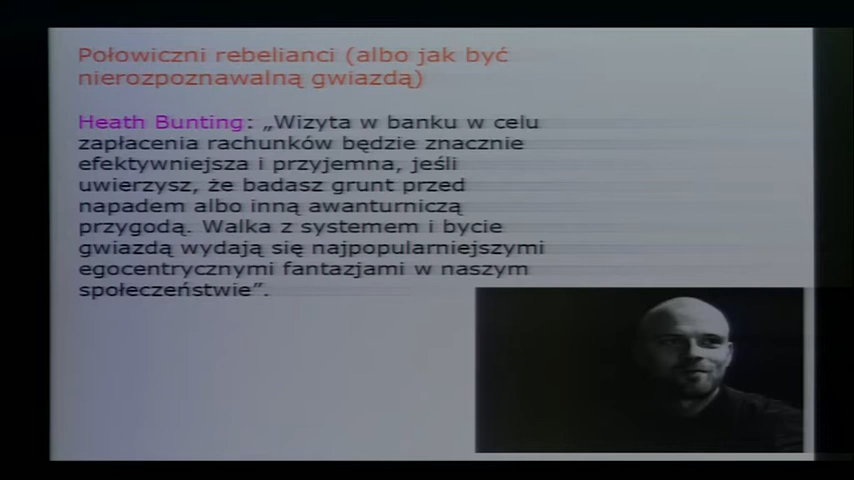 Połowiczni rebelianci (albo jak być
nierozpoznawalną gwiazdą)
Heath Bunting: „Wizyta w banku w celu
zapłacenia rachunków będzie znacznie
efektywniejsza i przyjemna, jeśli
uwierzysz, że badasz grunt przed
napadem albo inną awanturniczą
przygodą. Walka z systemem i bycie
gwiazdą wydają się najpopularniejszymi
egocentrycznymi fantazjami w naszym
społeczeństwie”.